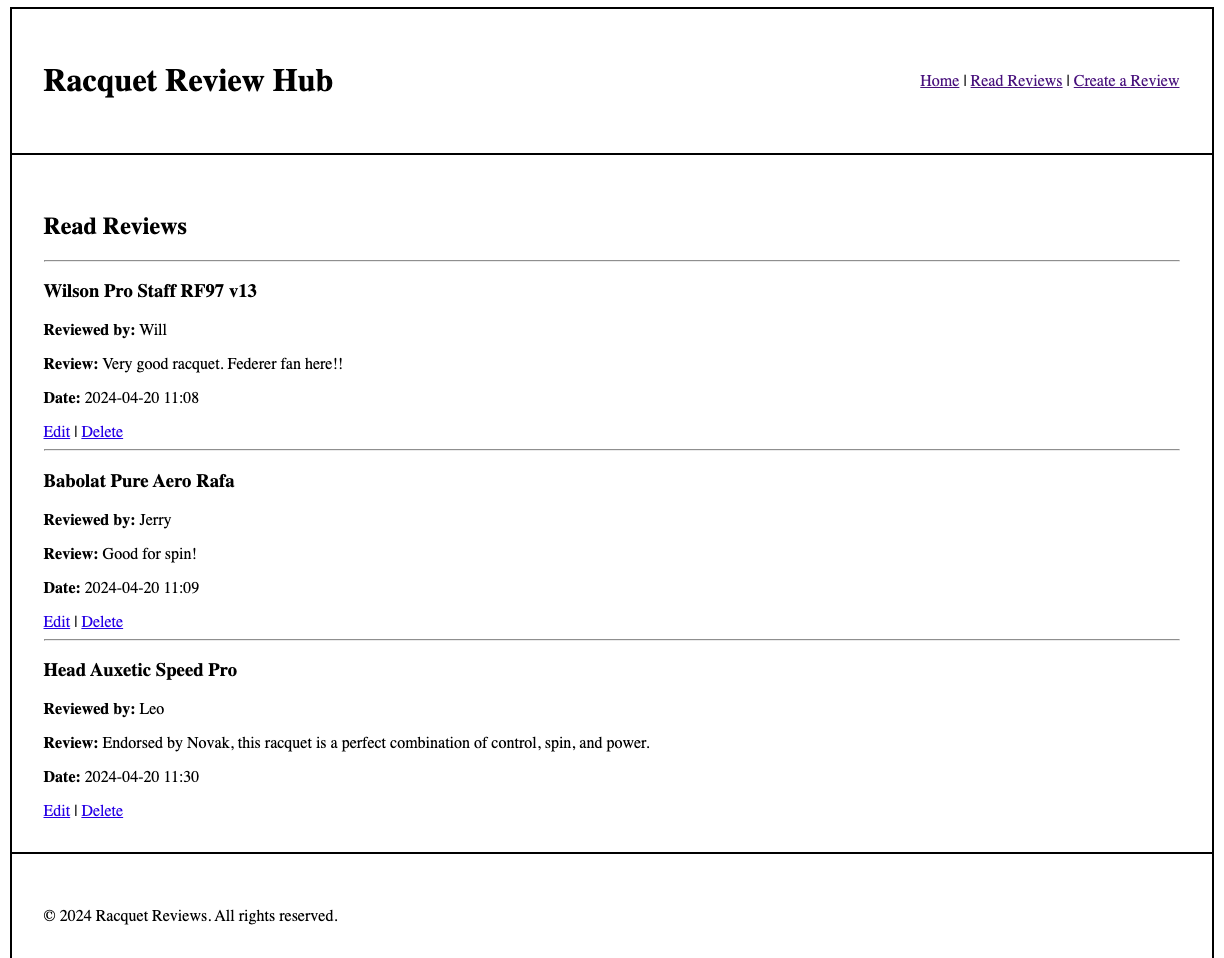 Racquet Review Hub
Home | Read Reviews | Create a Review
Read Reviews
Wilson Pro Staff RF97 v13
Reviewed by: Will
Review: Very good racquet. Federer fan here!!
Date: 2024-04-20 11:08
Edit | Delete
Babolat Pure Aero Rafa
Reviewed by: Jerry
Review: Good for spin!
Date: 2024-04-20 11:09
Edit | Delete
Head Auxetic Speed Pro
Reviewed by: Leo
Review: Endorsed by Novak, this racquet is a perfect combination of control, spin, and power.
Date: 2024-04-20 11:30
Edit | Delete
© 2024 Racquet Reviews. All rights reserved.